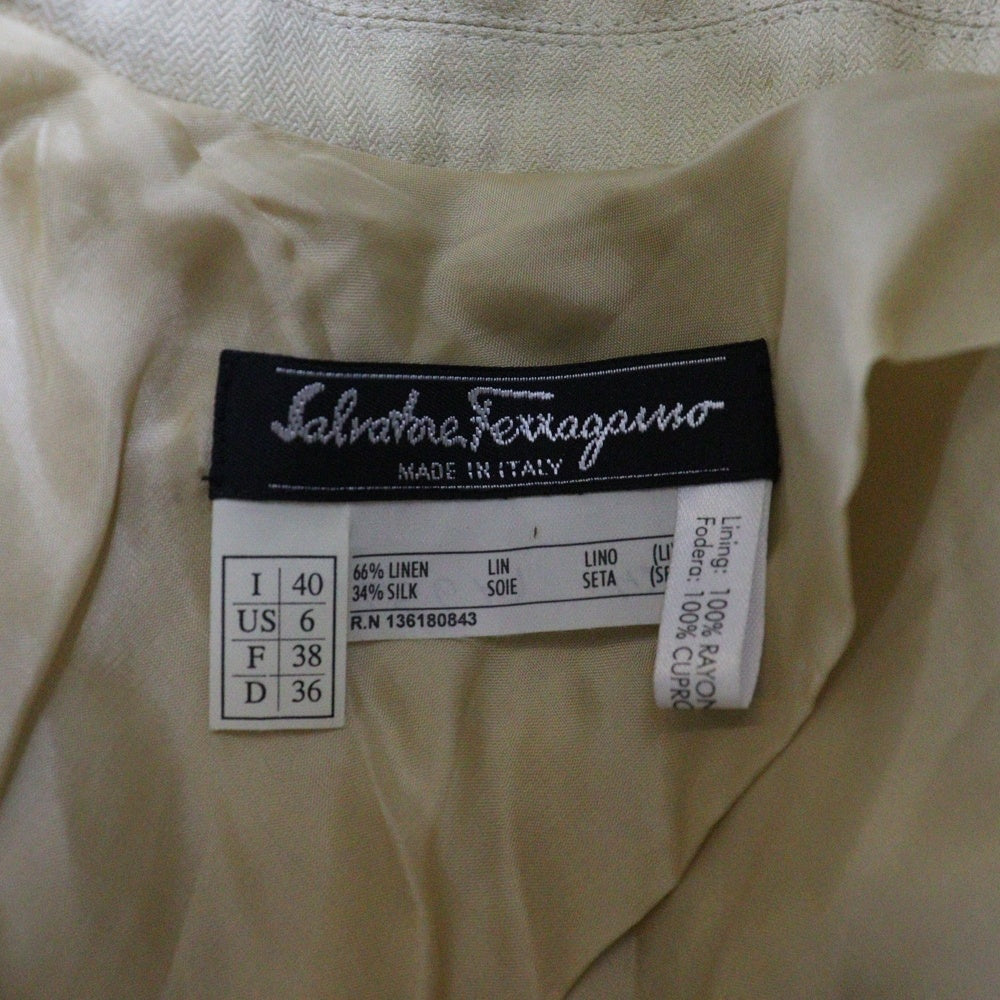 Salvatore Ferragamo
MADE IN ITALY
I 40
US 6
F 38
D 36
66% LINEN LIN LINO
34% SILK SOIE SETA
R.N 136180843
Lining: 100% RAYON
Fodera: 100% CUPRO